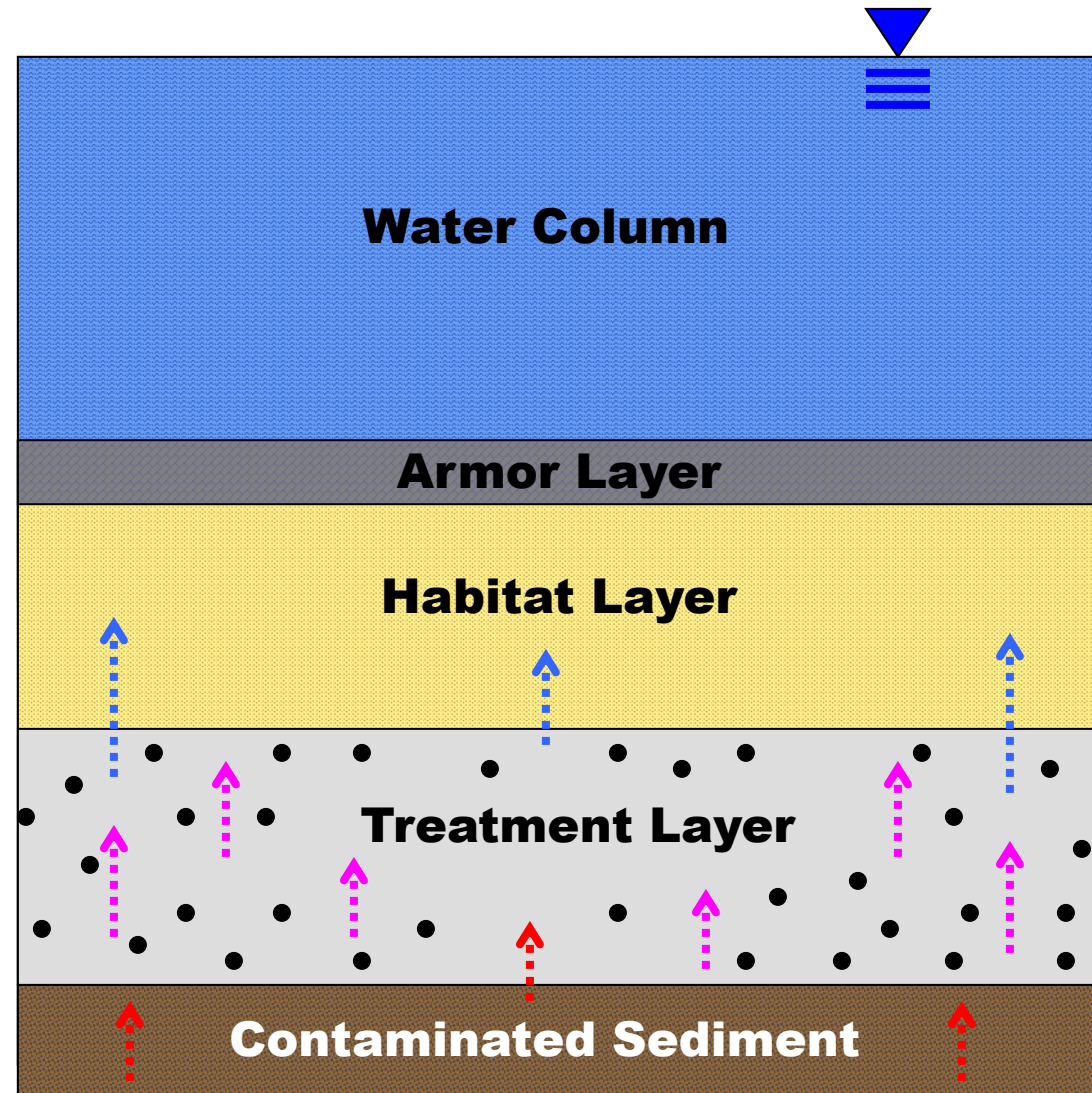 Water Column
Armor Layer
Habitat Layer
Treatment Layer
Contaminated Sediment